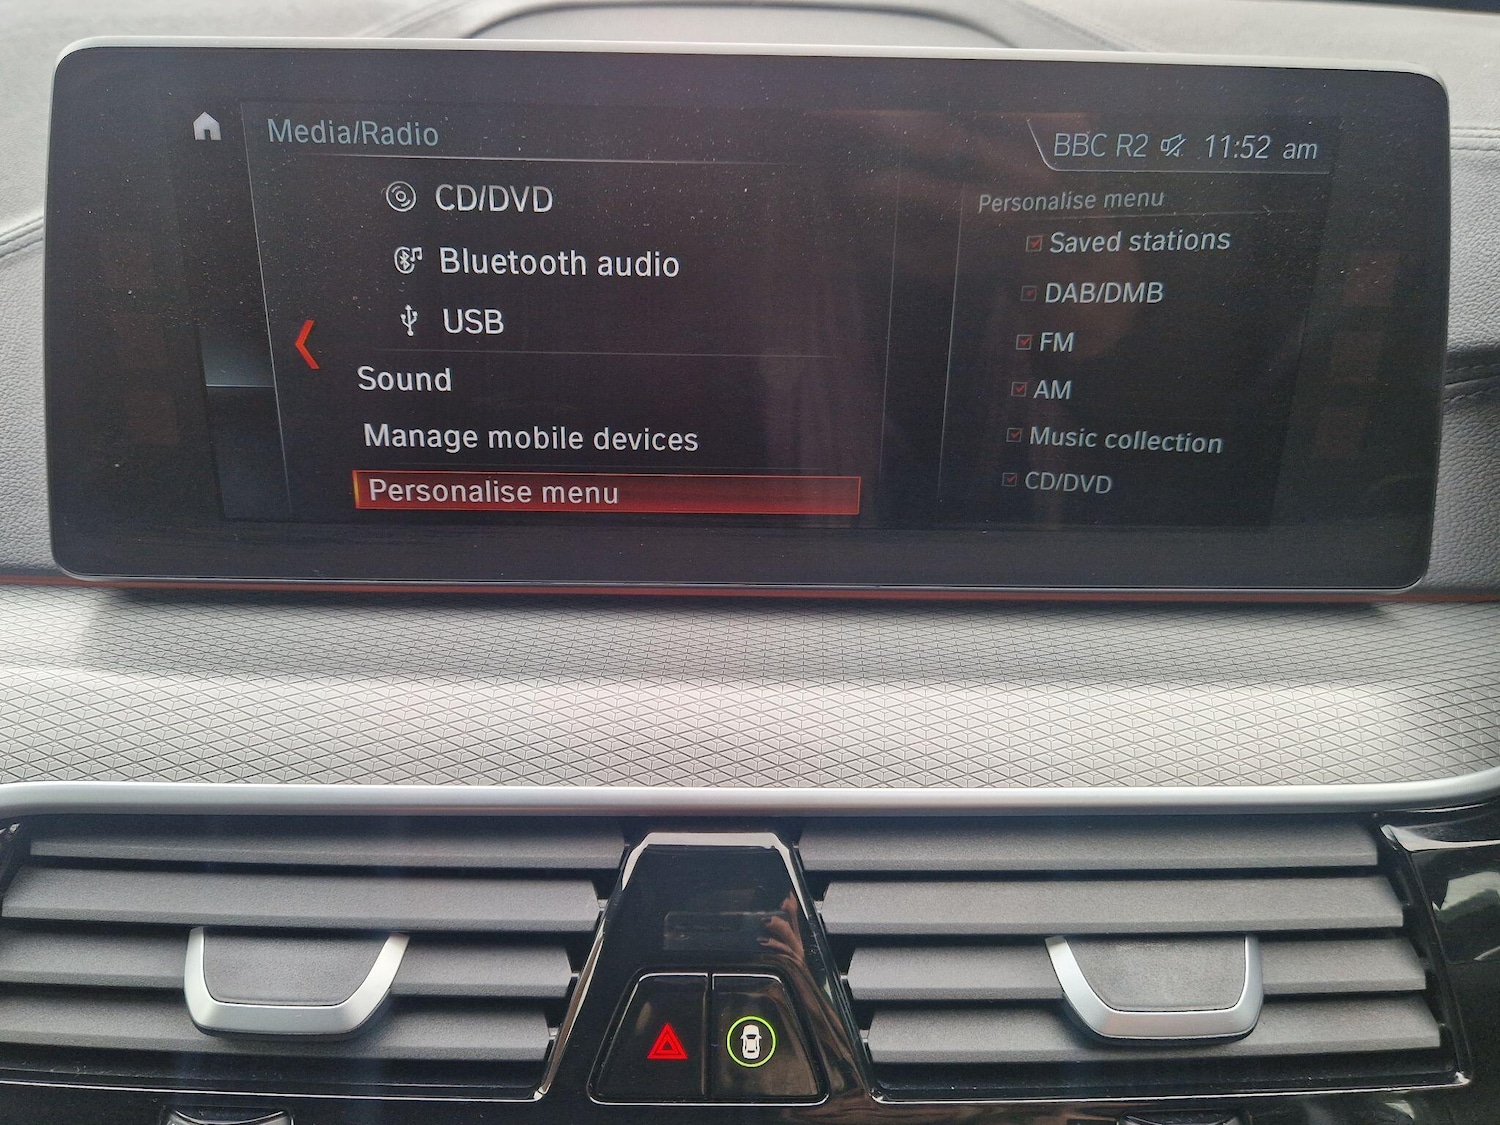 Media/Radio
BBC R2 11:52 am
CD/DVD
Bluetooth audio
USB
Sound
Manage mobile devices
Personalise menu
Personalise menu
Saved stations
DAB/DMB
FM
AM
Music collection
CD/DVD